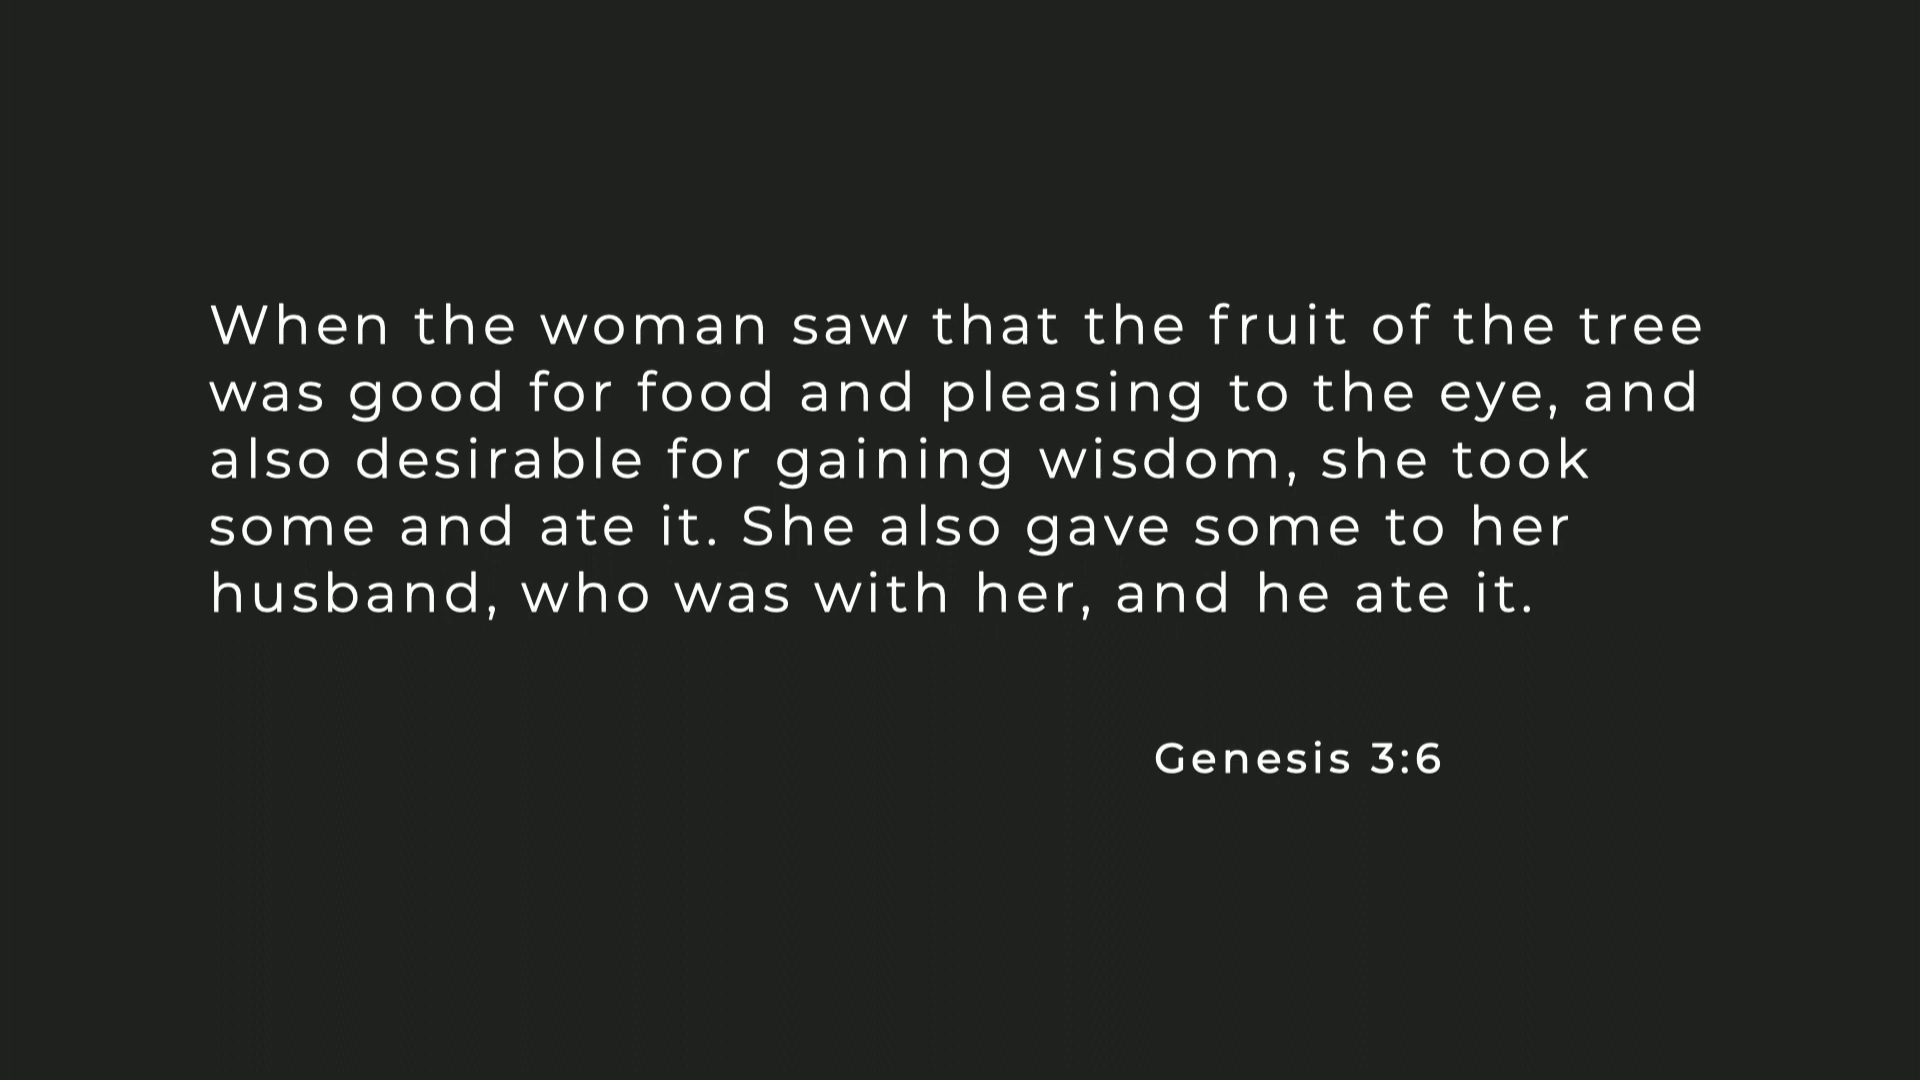 When the woman saw that the fruit of the tree
was good for food and pleasing to the eye, and
also desirable for gaining wisdom, she took
some and ate it. She also gave some to her
husband, who was with her, and he ate it.
Genesis 3:6